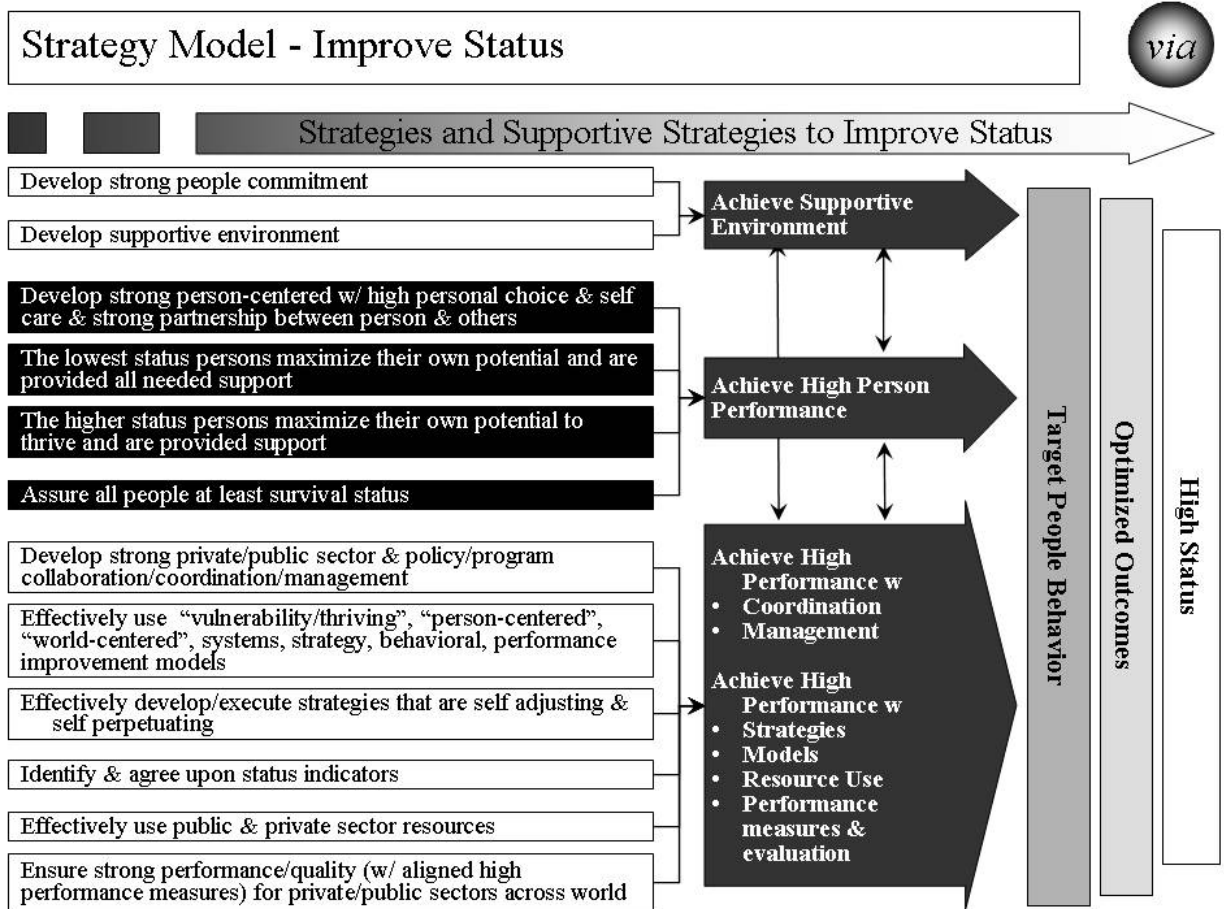 Strategy Model - Improve Status
via
Strategies and Supportive Strategies to Improve Status
Develop strong people commitment
Develop supportive environment
Develop strong person-centered w/ high personal choice & self
care & strong partnership between person & others
The lowest status persons maximize their own potential and are
provided all needed support
The higher status persons maximize their own potential to
thrive and are provided support
Assure all people at least survival status
Develop strong private/public sector & policy/program
collaboration/coordination/management
Effectively use “vulnerability/thriving”, “person-centered”,
“world-centered”, systems, strategy, behavioral, performance
improvement models
Effectively develop/execute strategies that are self adjusting &
self perpetuating
Identify & agree upon status indicators
Effectively use public & private sector resources
Ensure strong performance/quality (w/ aligned high
performance measures) for private/public sectors across world
Achieve Supportive
Environment
Achieve High Person
Performance
Achieve High
Performance w
• Coordination
• Management
Achieve High
Performance w
• Strategies
• Models
• Resource Use
• Performance
measures &
evaluation
Target People Behavior
Optimized Outcomes
High Status